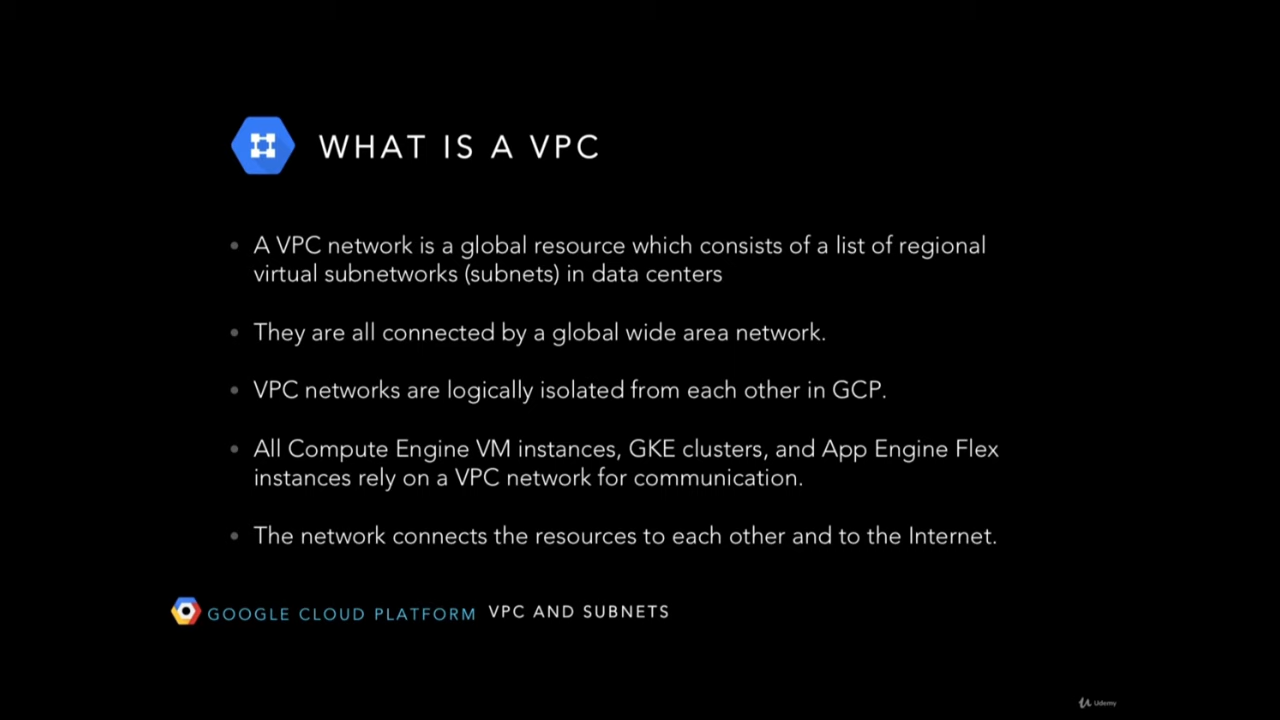 WHAT IS A VPC
• A VPC network is a global resource which consists of a list of regional
virtual subnetworks (subnets) in data centers
• They are all connected by a global wide area network.
• VPC networks are logically isolated from each other in GCP.
• All Compute Engine VM instances, GKE clusters, and App Engine Flex
instances rely on a VPC network for communication.
• The network connects the resources to each other and to the Internet.
GOOGLE CLOUD PLATFORM VPC AND SUBNETS
Udemy